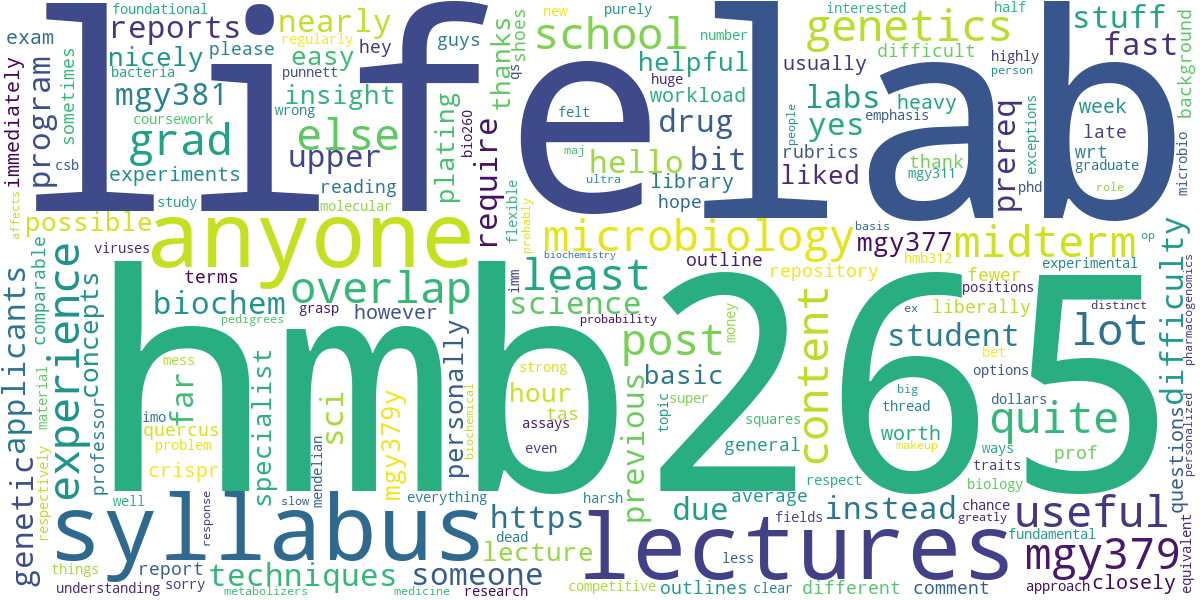 foundational
reports
nearly
exam
nicely
regularly
hey
guys
sometimes
please
bacteria
easy
punnett
program
mgy381
insight
immediately
coursework
wrong
grad
else
csb
experiments
upper
reading
study
molecular
life
lab
thanks
shoes
qs
new
purely
school
number
helpful
huge
workload
felt
drug
people
hello
bit
maj
ultra
library
hope
plating
bio260
require
interested
half
genetics
difficult
highly
usually
person
labs
heavy
yes
emphasis
rubrics
liked
thank
mgy311
prereq
exceptions
phd
stuff
fast
background
week
late
wrt
graduate
microbio
role
affects
possible
anyone
flexible
probably
microbiology
basis
mgy377
hmb312
midterm
op
viruses
terms
biochem
overlap
biochemistry
imm
least
outline
repository
fewer
experimental
positions
science
liberally
distinct
grasp
however
probability
pedigrees
hmb265
comparable
experience
concepts
applicants
genetic
material
respectively
professor
mess
far
imo
quercus
problem
crispr
specialist
sci
mendelian
mgy379y
personally
biochemical
strong
hour
super
tas
assays
even
previous
post
money
basic
topic
squares
general
content
student
ex
bet
options
big
thread
dollars
worth
makeup
lot
quite
ways
prof
traits
biology
difficulty
questions
personalized
pharmacogenomics
well
slow
everything
harsh
average
respect
chance
syllabus
response
https
dead
due
lectures
fields
instead
greatly
useful
fundamental
equivalent
things
report
lecture
less
clear
mgy379
understanding
sorry
techniques
someone
metabolizers
medicine
research
competitive
outlines
different
comment
approach
closely